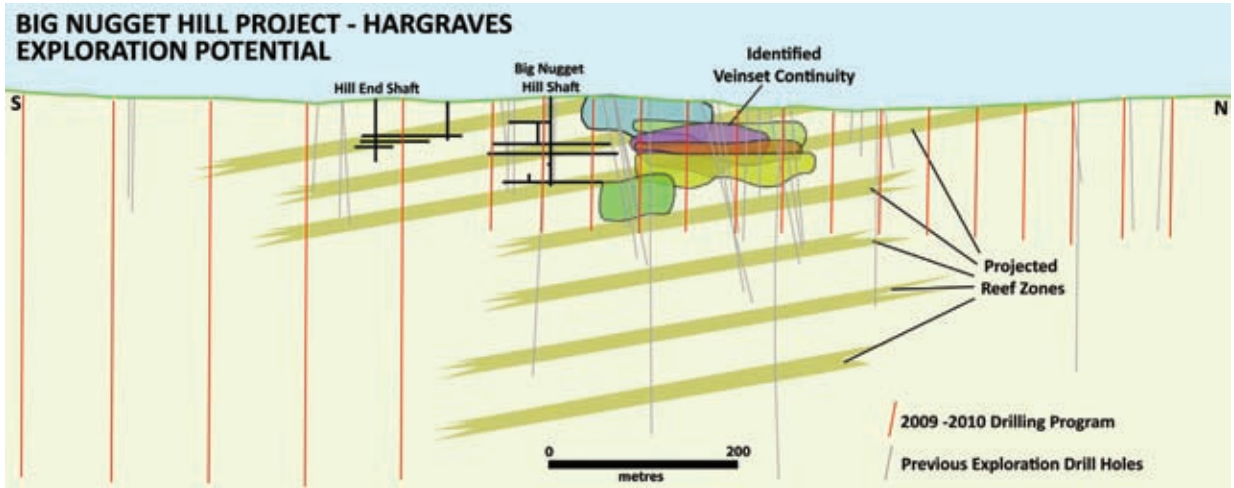 BIG NUGGET HILL PROJECT - HARGRAVES
EXPLORATION POTENTIAL
Identified
Veinset Continuity
Big Nugget
Hill Shaft
Hill End Shaft
S
N
Projected
Reef Zones
2009 -2010 Drilling Program
Previous Exploration Drill Holes
0
200
metres